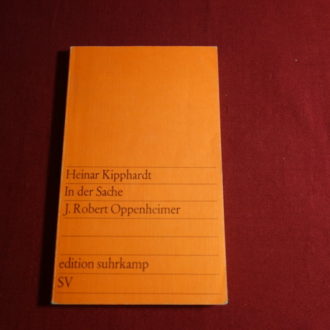 Heinar Kipphardt
In der Sache
J. Robert Oppenheimer
edition suhrkamp
SV